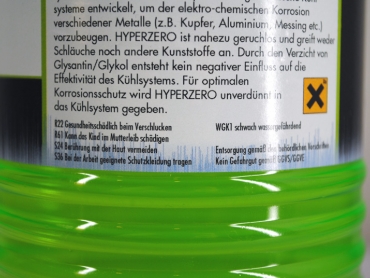 systeme entwickelt, um der elektro-chemischen Korrosion
verschiedener Metalle (z.B. Kupfer, Aluminium, Messing etc.)
vorzubeugen. HYPERZERO ist nahezu geruchlos und greift weder
Schläuche noch andere Kunststoffe an. Durch den Verzicht von
Glysantin/Glykol entsteht kein negativer Einfluss auf die
Effektivität des Kühlsystems. Für optimalen
Korrosionsschutz wird HYPERZERO unverdünnt in
das Kühlsystem gegeben.
R22 Gesundheitsschädlich beim Verschlucken
R61 Kann das Kind im Mutterleib schädigen
S24 Berührung mit der Haut vermeiden
S36 Bei der Arbeit geeignete Schutzkleidung tragen
WGK1 schwach wassergefährdend
Entsorgung gemäß den behördlichen Vorschriften
Kein Gefahrgut gemäß GGVS/GGVE